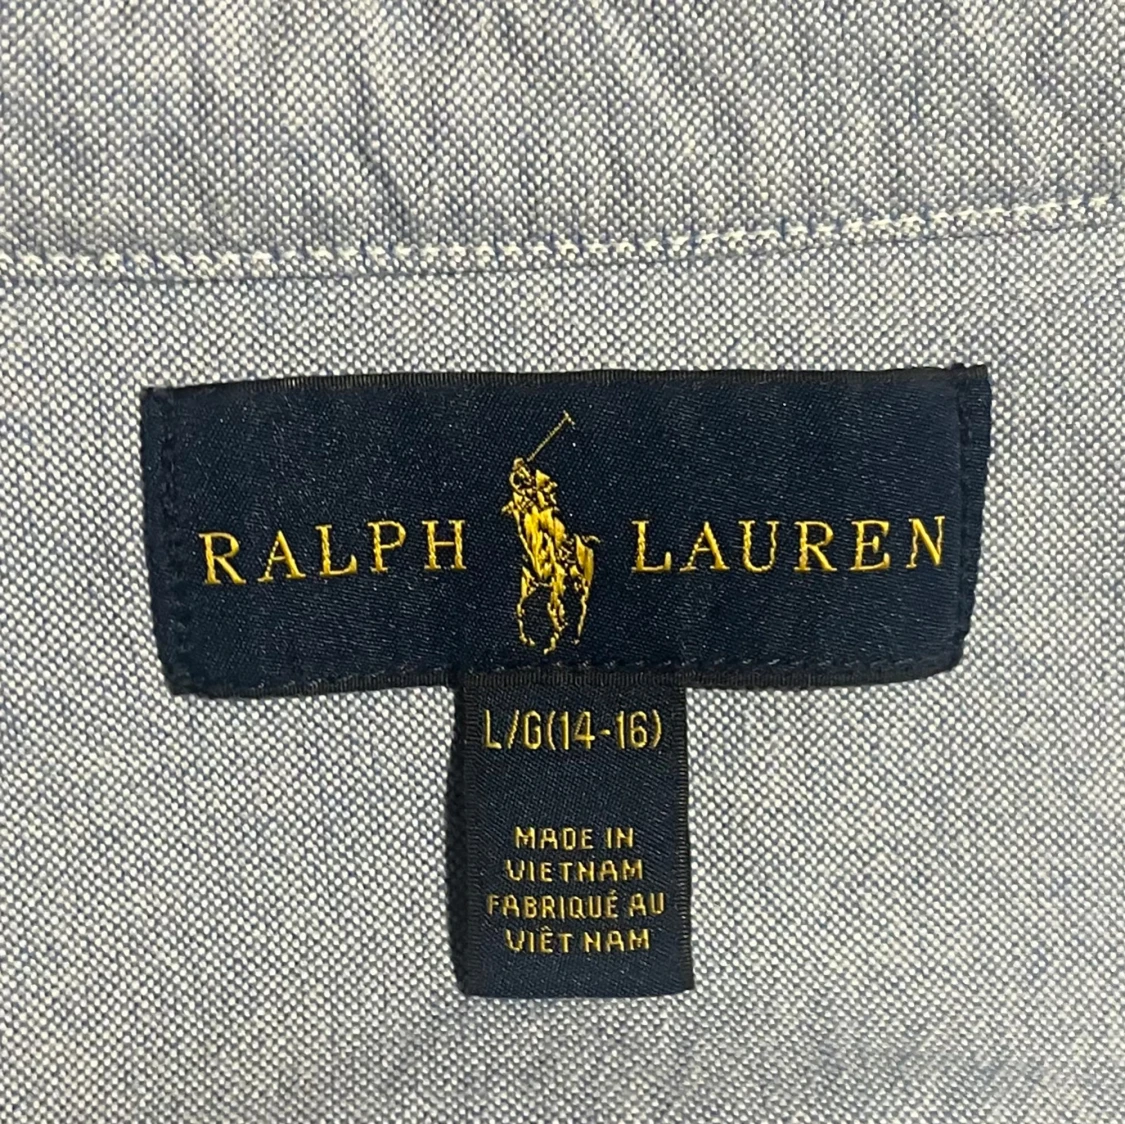 RALPH LAUREN
L/G(14-16)
MADE IN
VIETNAM
FABRIQUÉ AU
VIÊT NAM